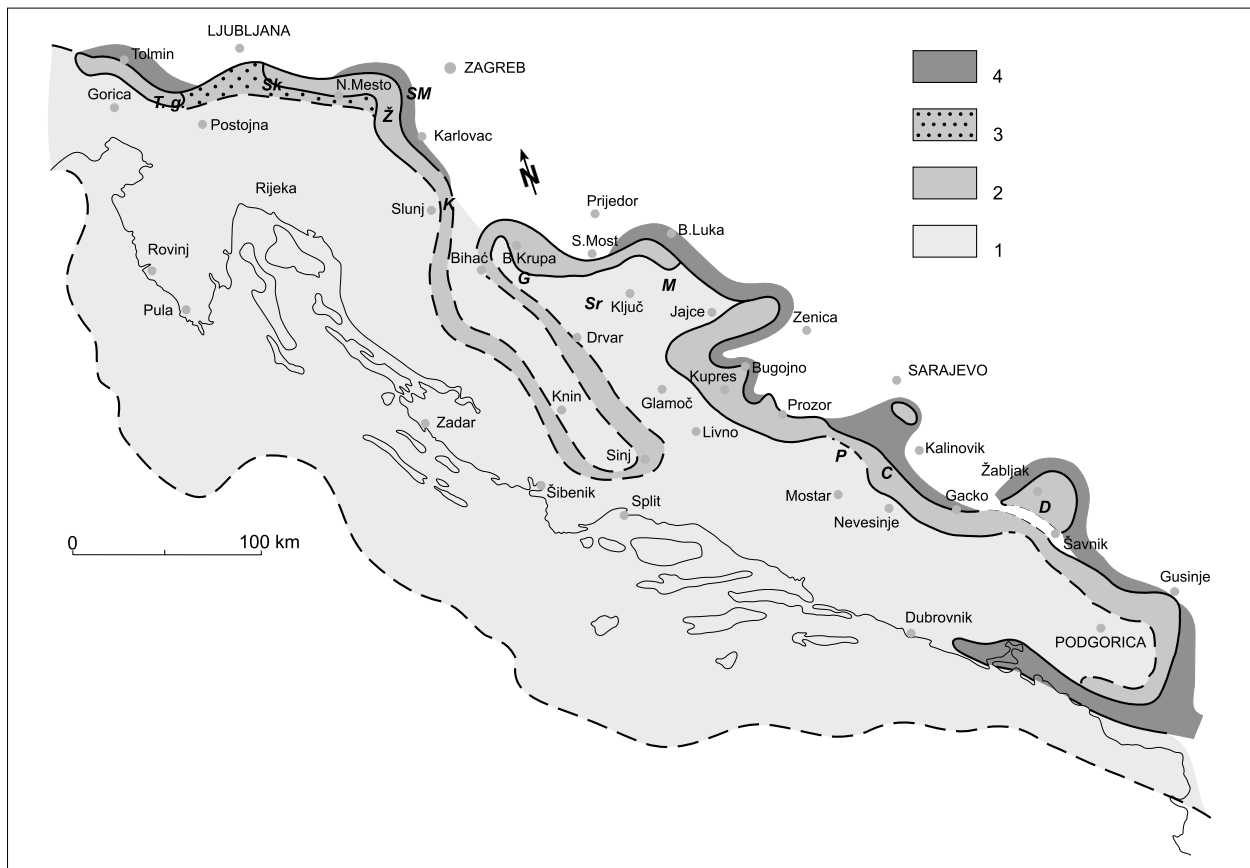 LJUBLJANA
Tolmin
ZAGREB
4
Sk
N.Mesto
SM
Gorica
T. g.
Ž
Postojna
Karlovac
3
N
Rijeka
Slunj
K
Prijedor
2
B.Luka
S.Most
Rovinj
Bihać
B.Krupa
G
M
1
Sr
Ključ
Pula
Jajce
Zenica
Drvar
Bugojno
SARAJEVO
Kupres
Knin
Glamoč
Prozor
Zadar
Livno
Sinj
P
Kalinovik
C
Žabljak
Šibenik
Mostar
Gacko
D
Split
Nevesinje
Šavnik
0
100 km
Gusinje
Dubrovnik
PODGORICA